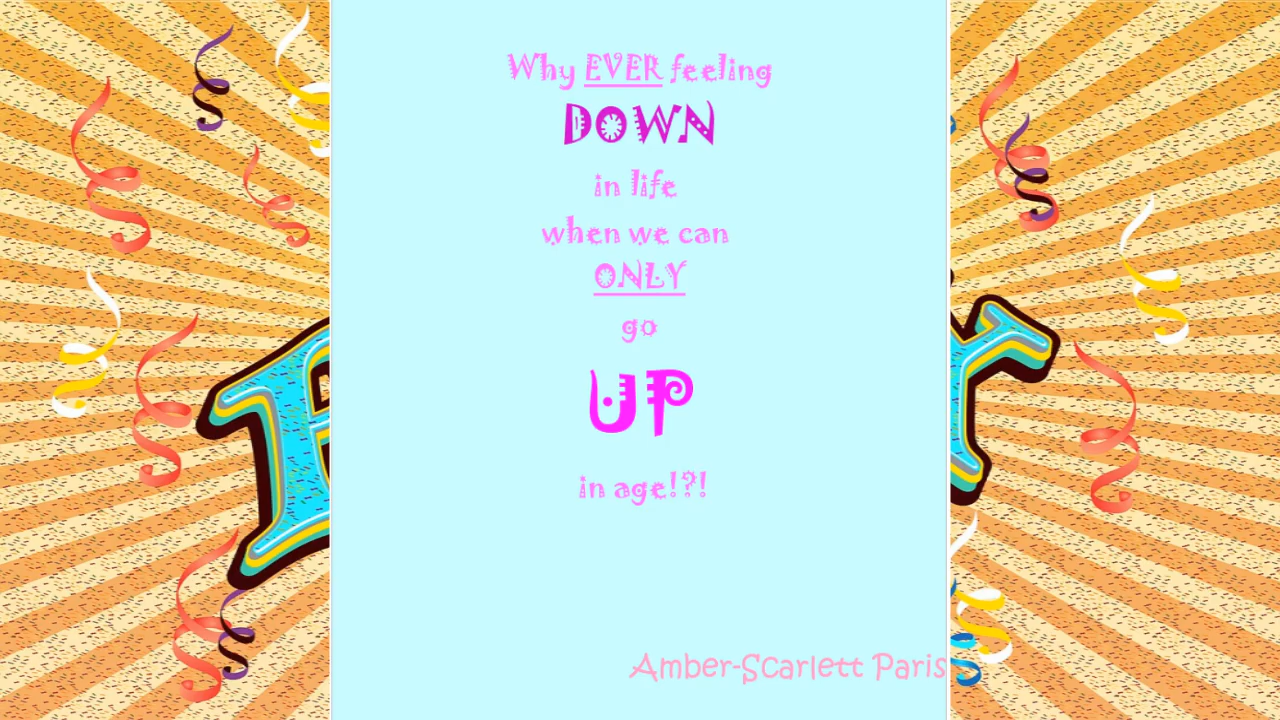 Why EVER feeling
DOWN
in life
when we can
ONLY
go
UP
in age!?!
Amber-Scarlett Paris